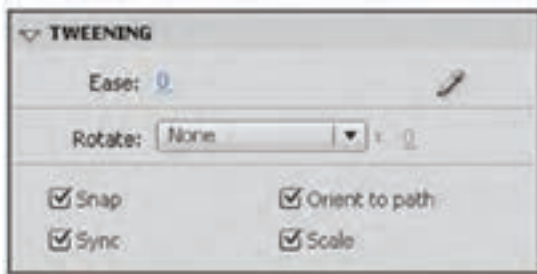 TWEENING
Ease: 0
Rotate: None x 0
Snap Orient to path
Sync Scale